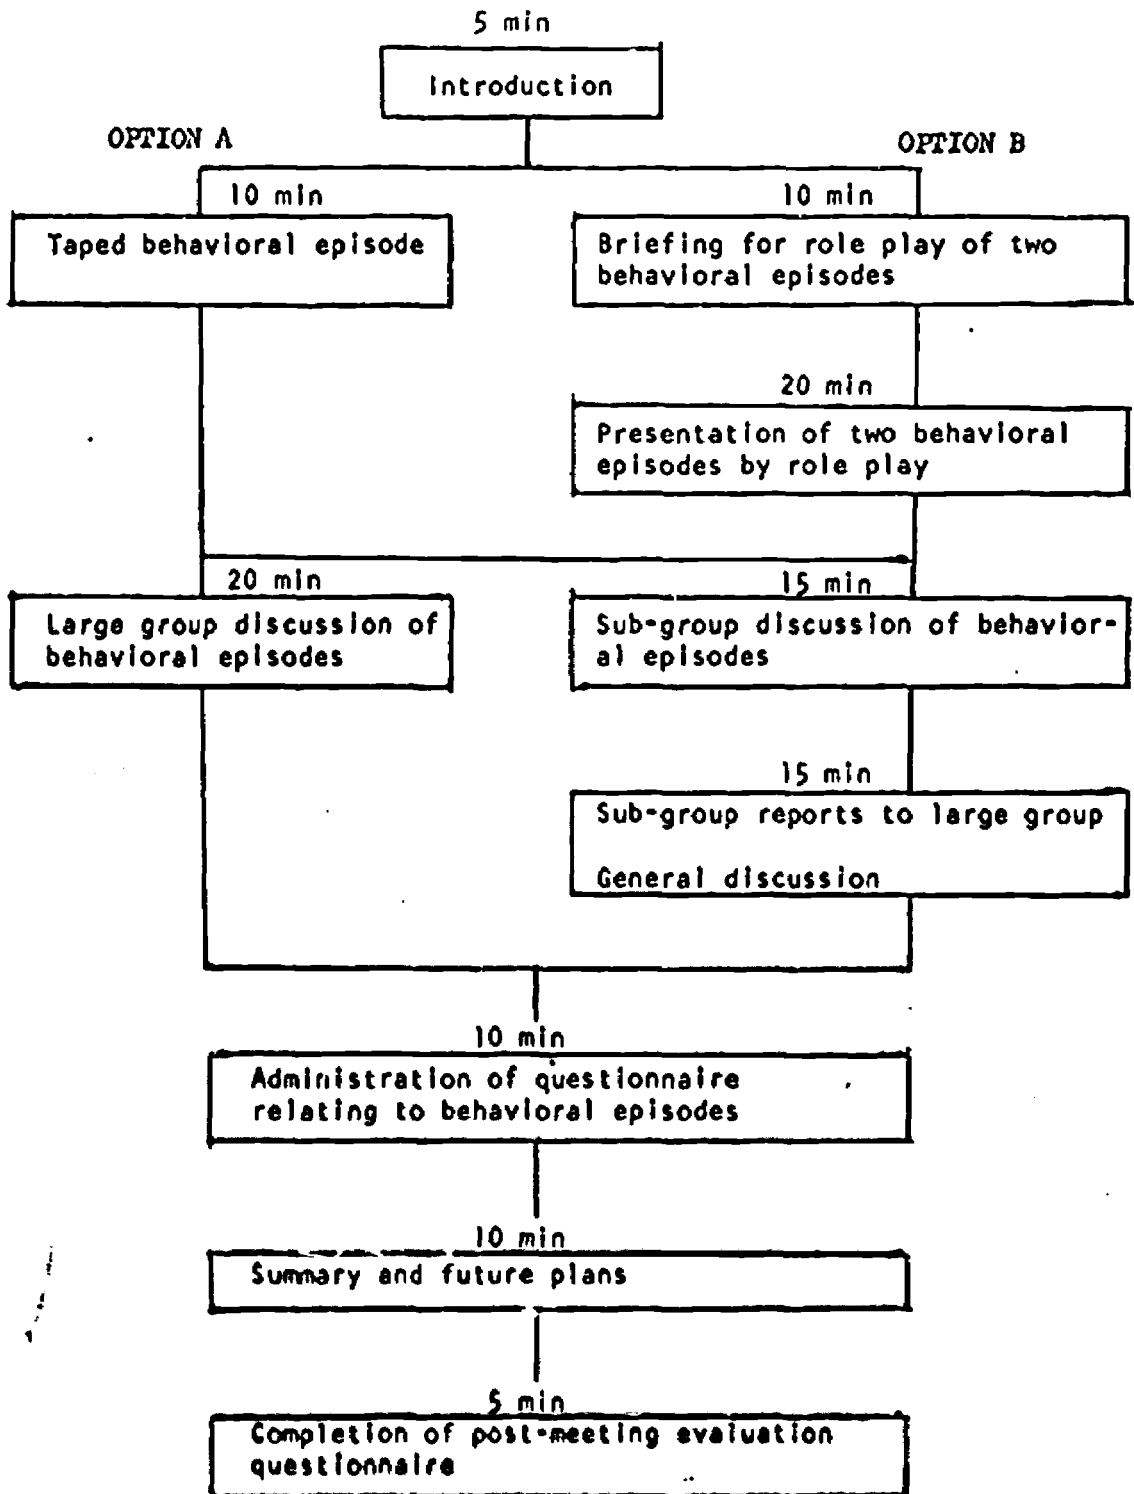 5 min
Introduction
OPTION A
OPTION B
10 min
Taped behavioral episode
10 min
Briefing for role play of two
behavioral episodes
20 min
Presentation of two behavioral
episodes by role play
20 min
Large group discussion of
behavioral episodes
15 min
Sub-group discussion of behavior-
al episodes
15 min
Sub-group reports to large group
General discussion
10 min
Administration of questionnaire
relating to behavioral episodes
10 min
Summary and future plans
5 min
Completion of post-meeting evaluation
questionnaire